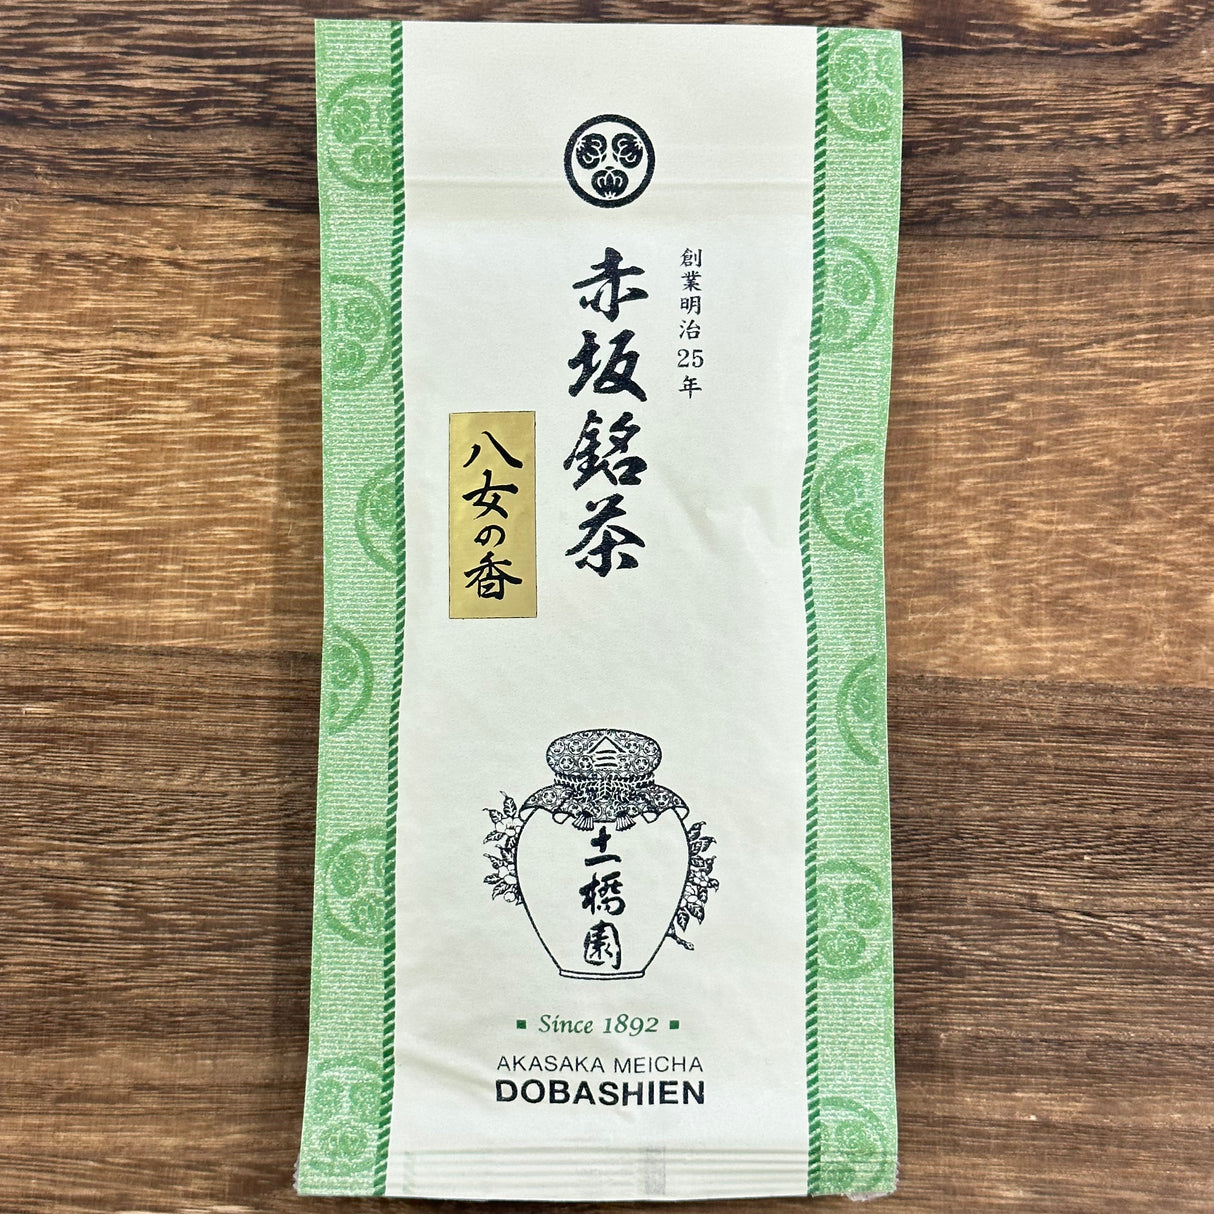 創業明治25年
赤坂銘茶
八女の香
土橋園
Since 1892
AKASAKA MEICHA
DOBASHIEN